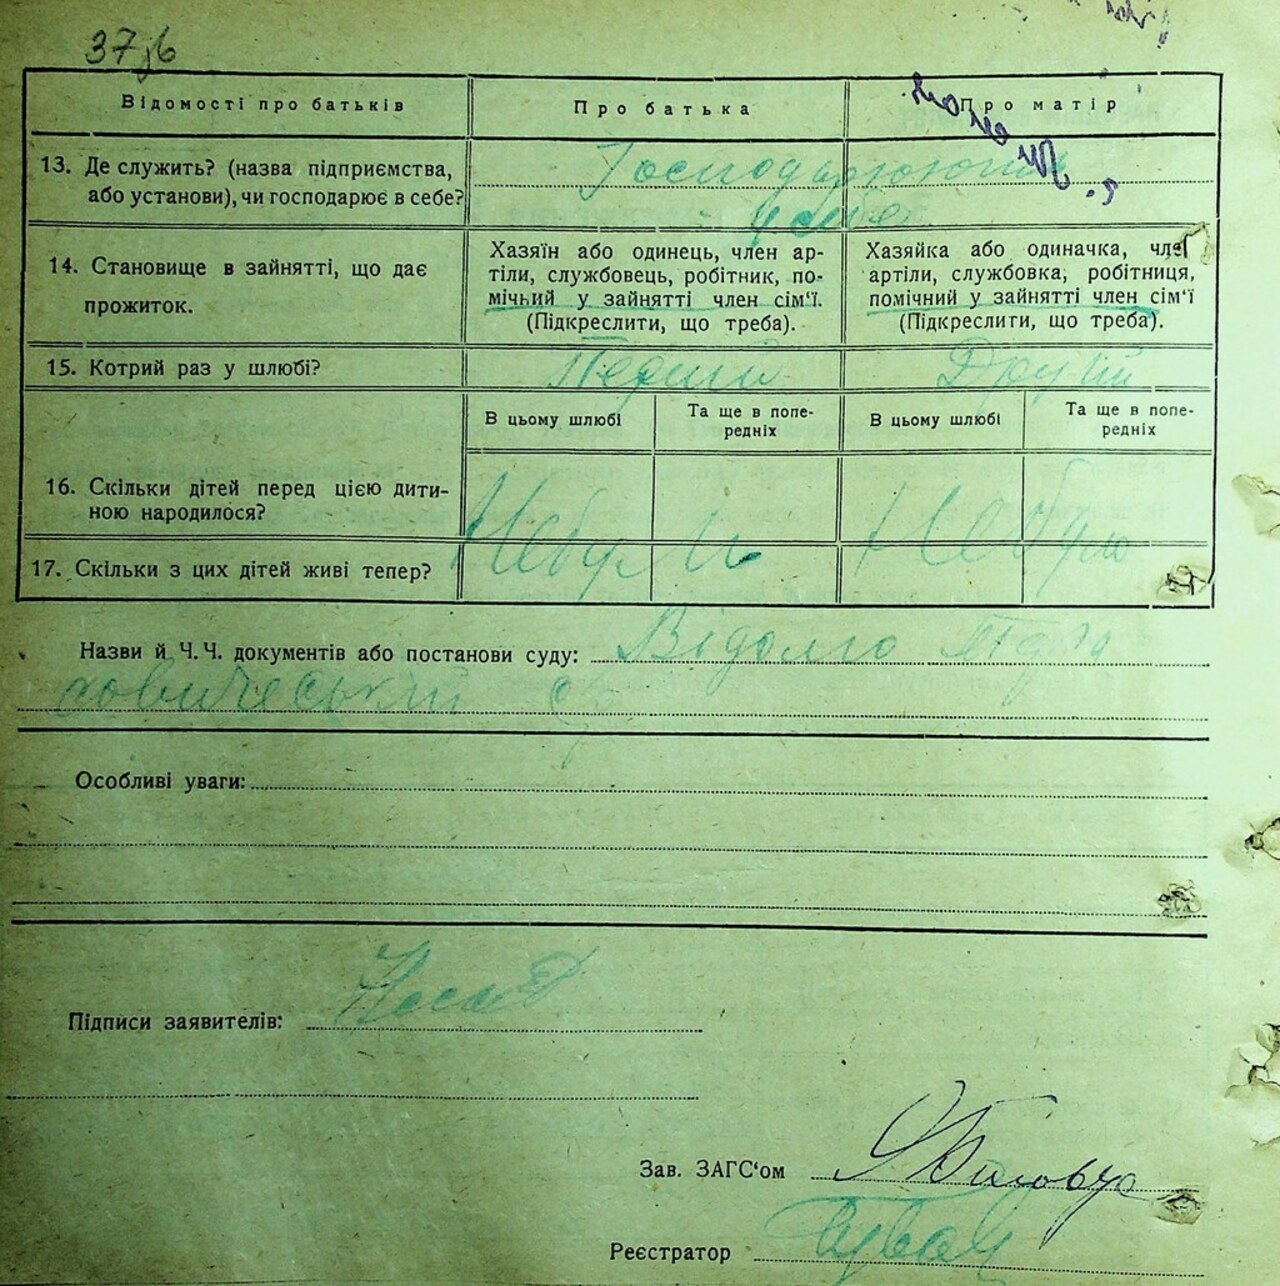 Відомості про батьків
Про батька
Про матір
13. Де служить? (назва підприємства,
або установи), чи господарює в себе?
Господарюють
у себе
14. Становище в зайнятті, що дає
прожиток.
Хазяїн або одинець, член ар-
тіли, службовець, робітник, по-
мічний у зайнятті член сім'ї.
(Підкреслити, що треба).
Хазяйка або одиначка, член
артіли, службовка, робітниця,
помічний у зайнятті член сім'ї
(Підкреслити, що треба).
15. Котрий раз у шлюбі?
Перший
Другий
В цьому шлюбі
Та ще в попе-
редніх
В цьому шлюбі
Та ще в попе-
редніх
16. Скільки дітей перед цією дити-
ною народилося?
Небуло
Небуло
17. Скільки з цих дітей живі тепер?
Назви й Ч.Ч. документів або постанови суду:
Особливі уваги:
Підписи заявителів:
Зав. ЗАГС'ом
Реєстратор